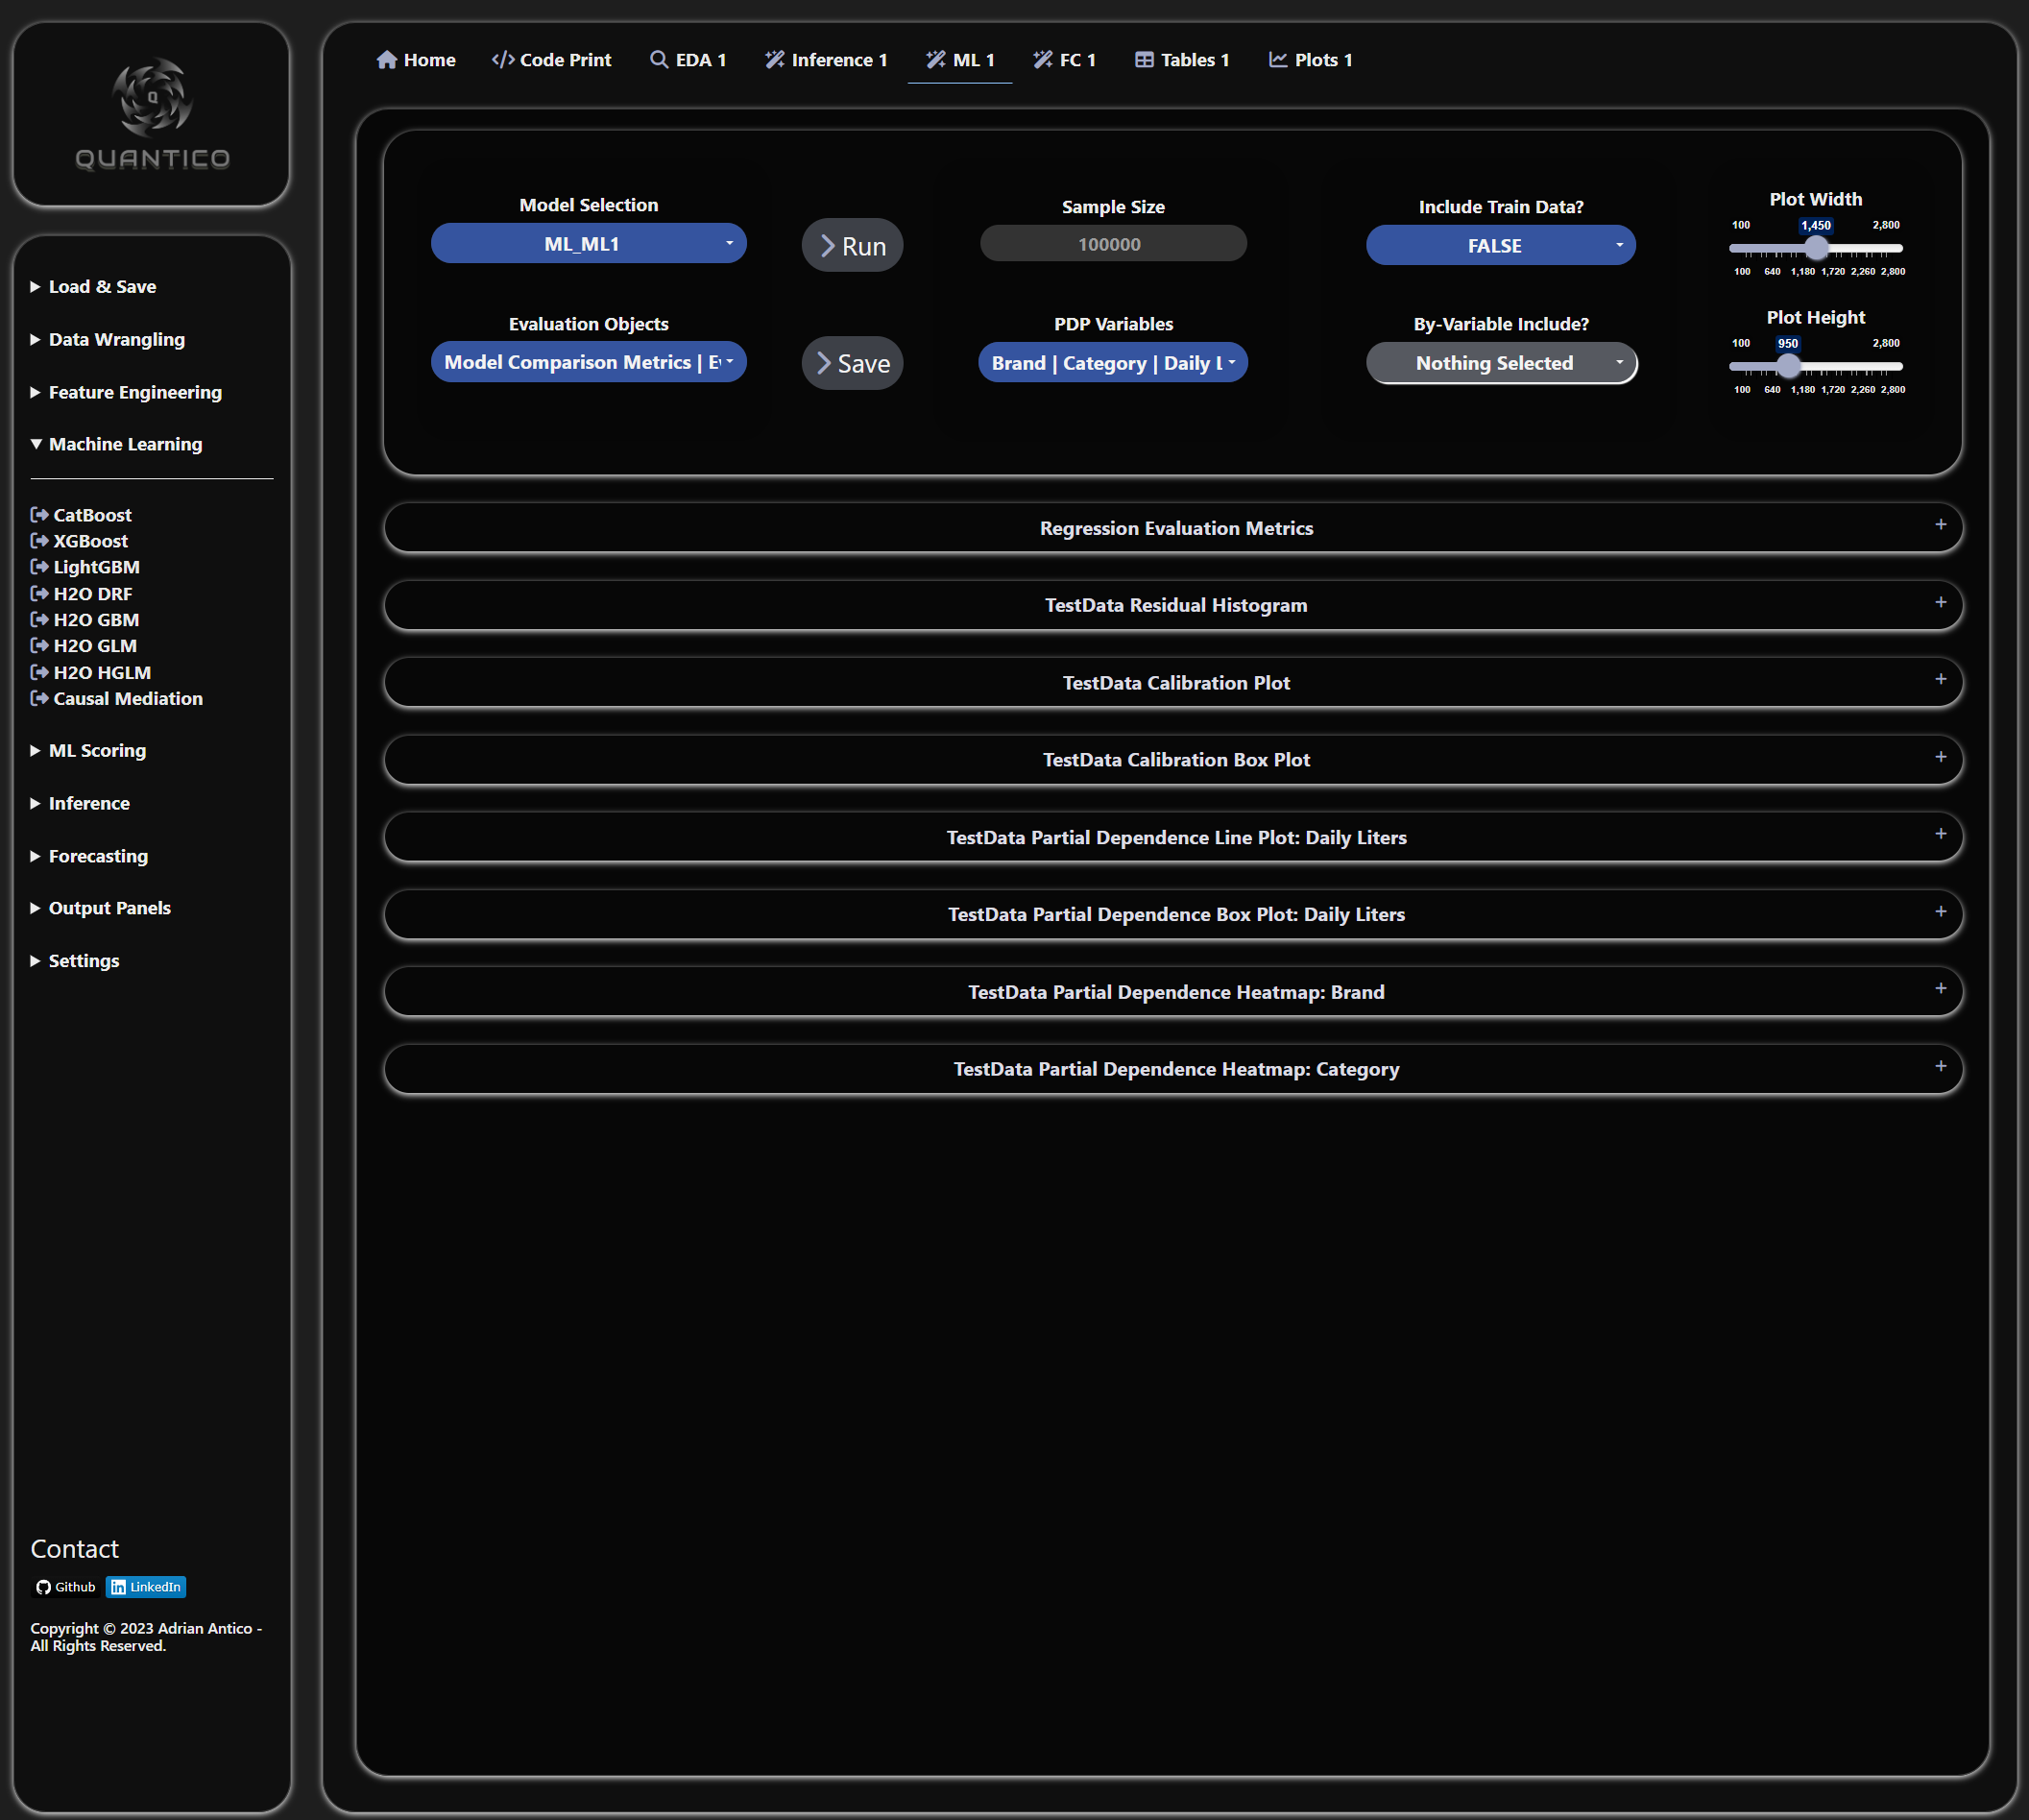 Q
QUANTICO
Load & Save
Data Wrangling
Feature Engineering
Machine Learning
CatBoost
XGBoost
LightGBM
H2O DRF
H2O GBM
H2O GLM
H2O HGLM
Causal Mediation
ML Scoring
Inference
Forecasting
Output Panels
Settings
Contact
Github LinkedIn
Copyright © 2023 Adrian Antico -
All Rights Reserved.
Home Code Print EDA 1 Inference 1 ML 1 FC 1 Tables 1 Plots 1
Model Selection
ML_ML1
Run
Sample Size
100000
Include Train Data?
FALSE
Plot Width
100 1,450 2,800
100 640 1,180 1,720 2,260 2,800
Evaluation Objects
Model Comparison Metrics |
Save
PDP Variables
Brand | Category | Daily
By-Variable Include?
Nothing Selected
Plot Height
100 950 2,800
100 640 1,180 1,720 2,260 2,800
Regression Evaluation Metrics +
TestData Residual Histogram +
TestData Calibration Plot +
TestData Calibration Box Plot +
TestData Partial Dependence Line Plot: Daily Liters +
TestData Partial Dependence Box Plot: Daily Liters +
TestData Partial Dependence Heatmap: Brand +
TestData Partial Dependence Heatmap: Category +